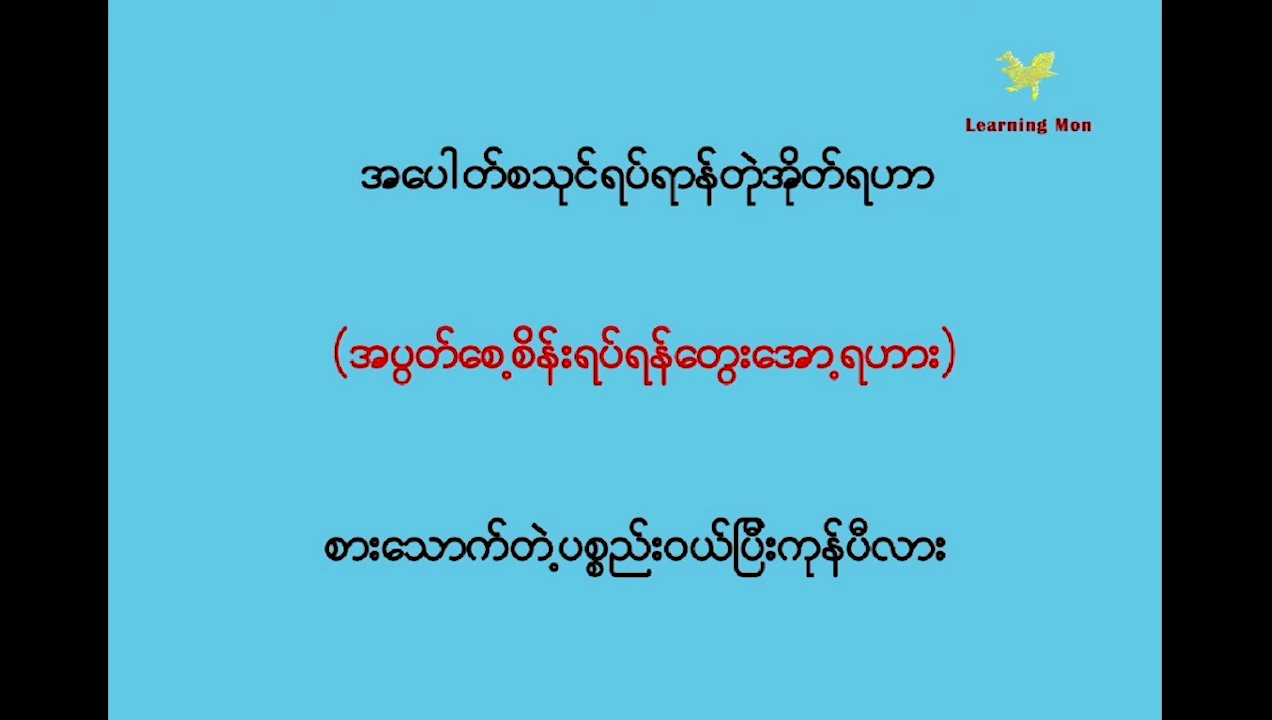 Learning Mon
အပေါတ်စသုင်ရပ်ရာန်တုဲအိုတ်ရဟာ
(အပွတ်စေ့စိန်းရပ်ရန်တွေးအော့ရဟား)
စားသောက်တဲ့ပစ္စည်းဝယ်ပြီးကုန်ပီလား